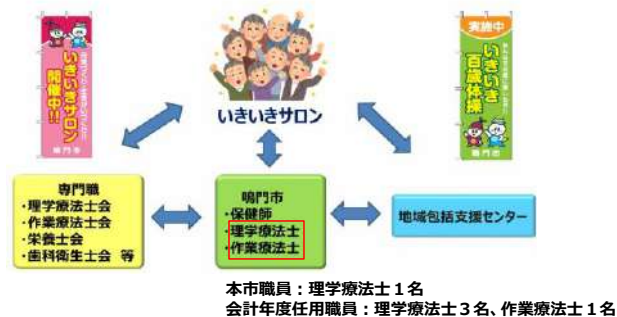 いきいきサロン
開催中!!
鳴門市
いきいきサロン
実施中
いきいき
百歳体操
鳴門市
専門職
・理学療法士会
・作業療法士会
・栄養士会
・歯科衛生士会 等
鳴門市
・保健師
・理学療法士
・作業療法士
地域包括支援センター
本市職員：理学療法士１名
会計年度任用職員：理学療法士３名、作業療法士１名